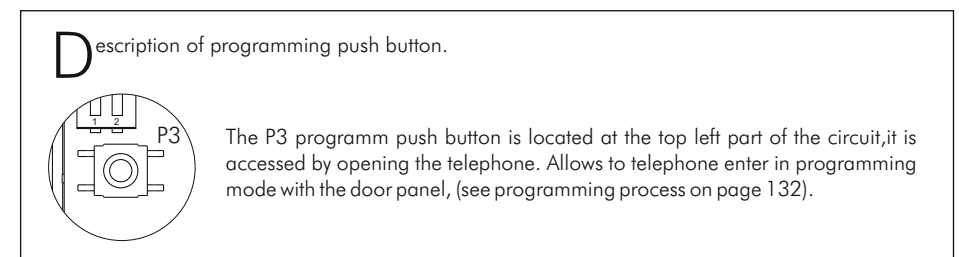 Description of programming push button.
1 2
P3
The P3 programm push button is located at the top left part of the circuit,it is
accessed by opening the telephone. Allows to telephone enter in programming
mode with the door panel, (see programming process on page 132).